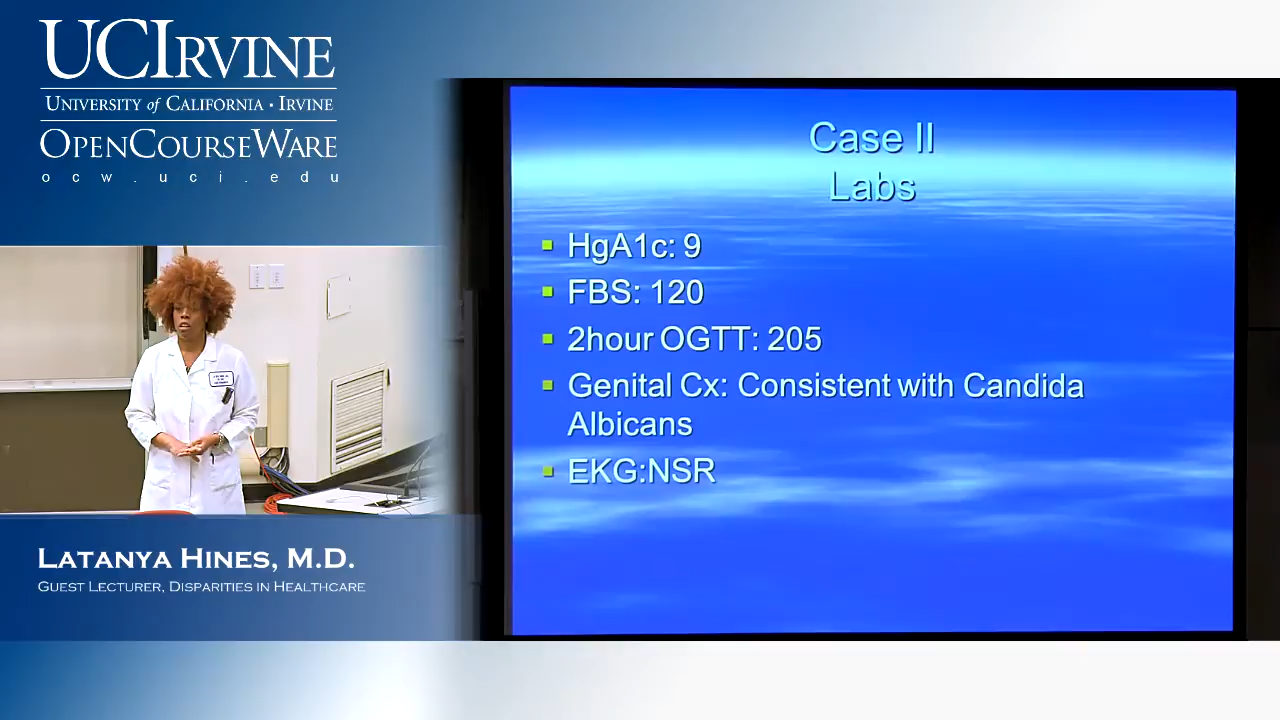 UCIRVINE
UNIVERSITY of CALIFORNIA · IRVINE
OPENCOURSEWARE
ocw.uci.edu
Case II
Labs
HgA1c: 9
FBS: 120
2hour OGTT: 205
Genital Cx: Consistent with Candida
Albicans
EKG:NSR
LATANYA HINES, M.D.
GUEST LECTURER, DISPARITIES IN HEALTHCARE